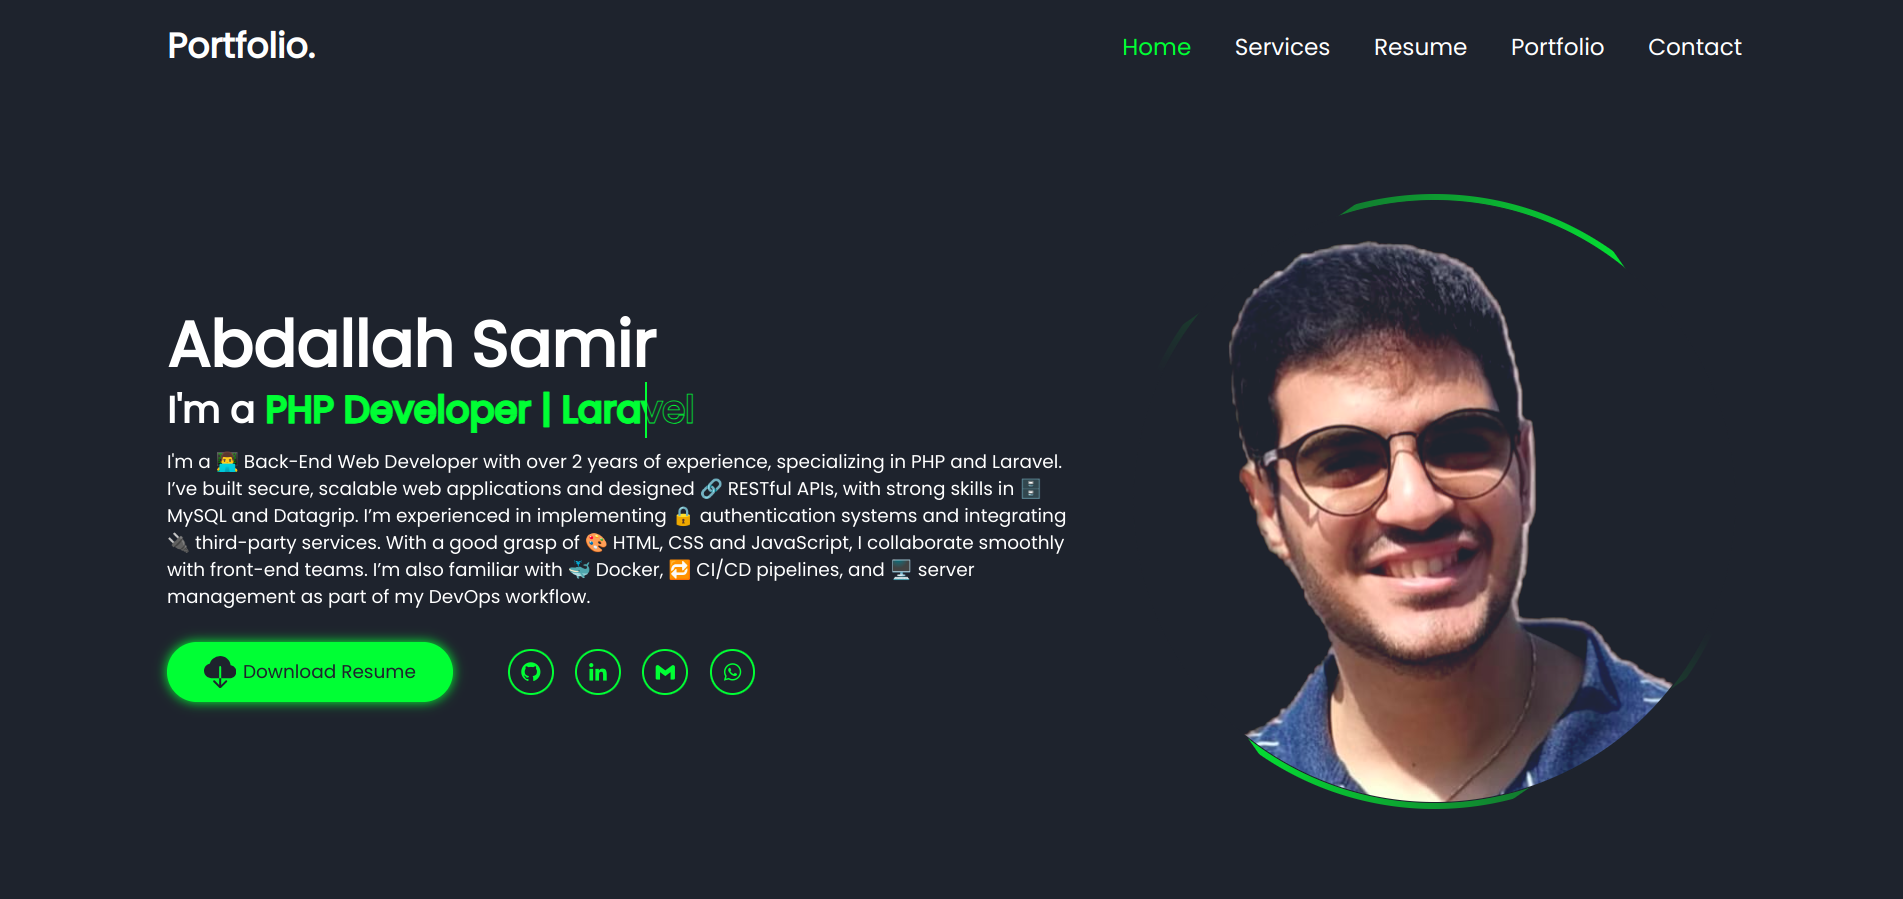 Portfolio.
Home Services Resume Portfolio Contact
Abdallah Samir
I'm a PHP Developer | Laravel
I'm a 👨‍💻 Back-End Web Developer with over 2 years of experience, specializing in PHP and Laravel.
I’ve built secure, scalable web applications and designed 🔗 RESTful APIs, with strong skills in 🗄️
MySQL and Datagrip. I’m experienced in implementing 🔒 authentication systems and integrating
🔌 third-party services. With a good grasp of 🎨 HTML, CSS and JavaScript, I collaborate smoothly
with front-end teams. I’m also familiar with 🐳 Docker, 🔁 CI/CD pipelines, and 🖥️ server
management as part of my DevOps workflow.
Download Resume